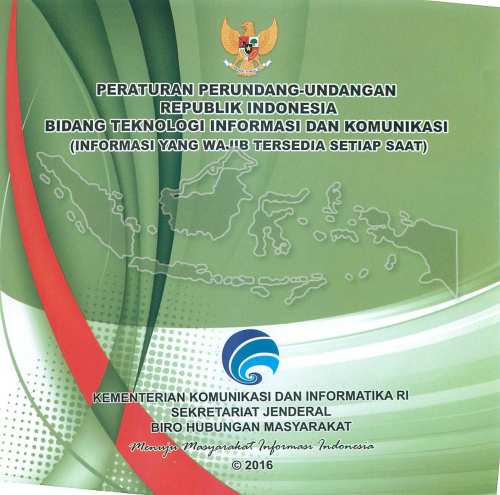 PERATURAN PERUNDANG-UNDANGAN
REPUBLIK INDONESIA
BIDANG TEKNOLOGI INFORMASI DAN KOMUNIKASI
(INFORMASI YANG WAJIB TERSEDIA SETIAP SAAT)
KEMENTERIAN KOMUNIKASI DAN INFORMATIKA RI
SEKRETARIAT JENDERAL
BIRO HUBUNGAN MASYARAKAT
Menuju Masyarakat Informasi Indonesia
© 2016